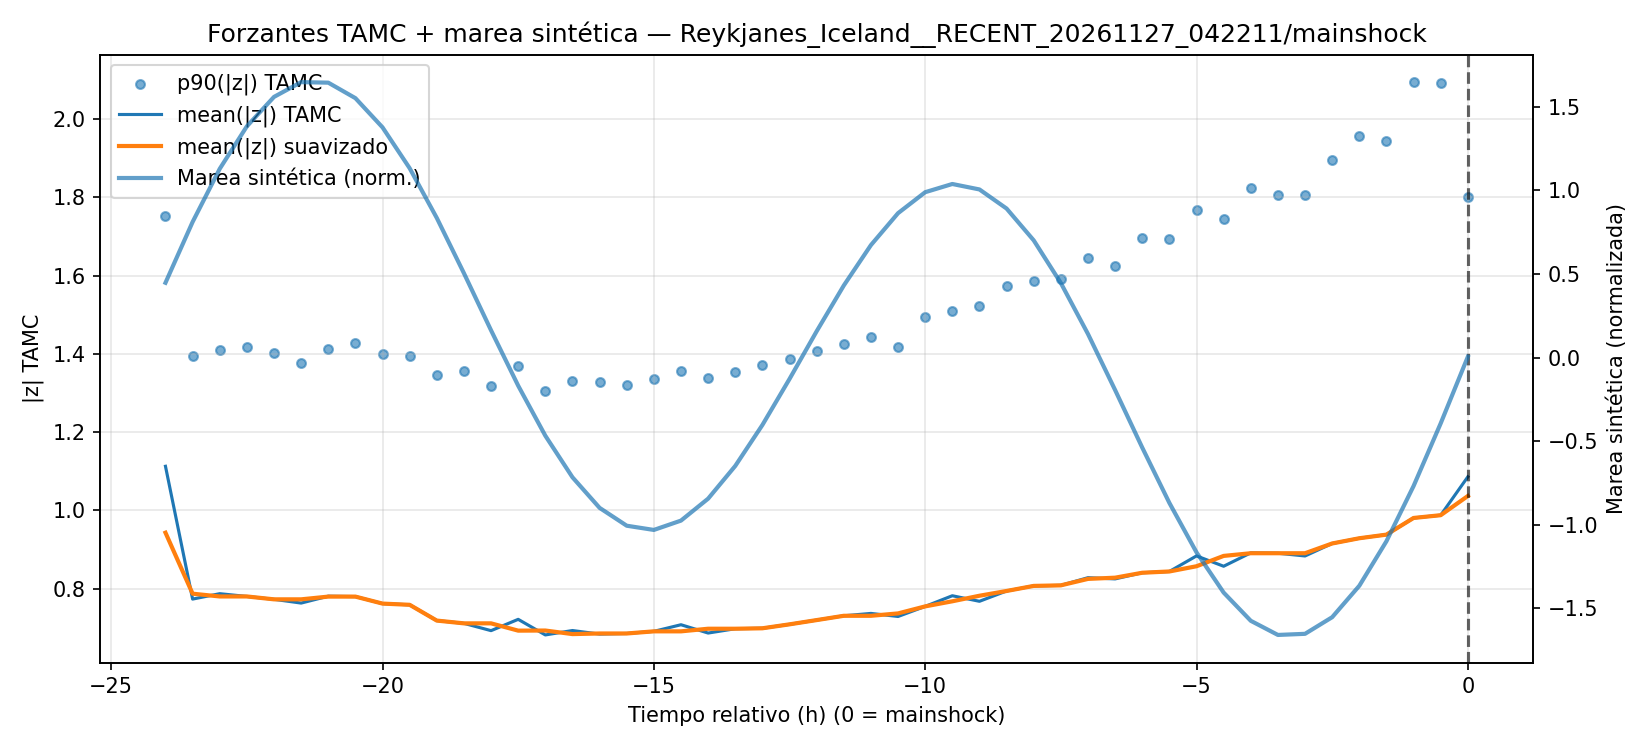 Forzantes TAMC + marea sintética — Reykjanes_Iceland__RECENT_20261127_042211/mainshock
p90(|z|) TAMC
mean(|z|) TAMC
mean(|z|) suavizado
Marea sintética (norm.)
|z| TAMC
2.0
1.8
1.6
1.4
1.2
1.0
0.8
Marea sintética (normalizada)
1.5
1.0
0.5
0.0
−0.5
−1.0
−1.5
−25
−20
−15
−10
−5
0
Tiempo relativo (h) (0 = mainshock)